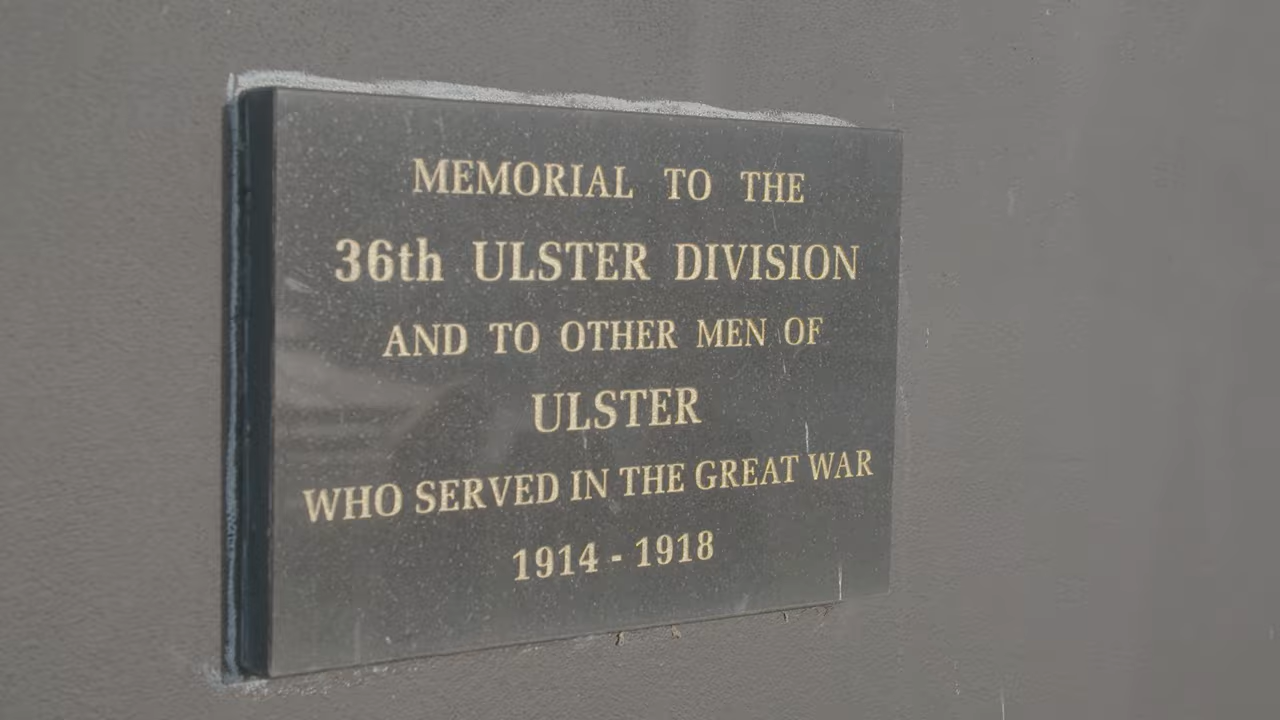 MEMORIAL TO THE
36th ULSTER DIVISION
AND TO OTHER MEN OF
ULSTER
WHO SERVED IN THE GREAT WAR
1914 - 1918